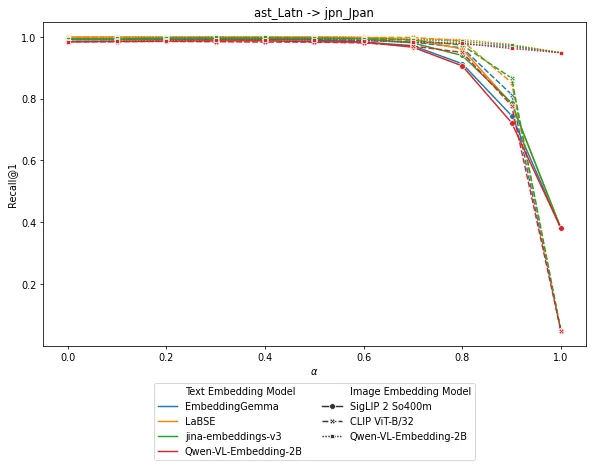 ast_Latn -> jpn_Jpan
Recall@1
1.0
0.8
0.6
0.4
0.2
0.0 0.2 0.4 0.6 0.8 1.0
α
Text Embedding Model
EmbeddingGemma
LaBSE
jina-embeddings-v3
Qwen-VL-Embedding-2B
Image Embedding Model
SigLIP 2 So400m
CLIP ViT-B/32
Qwen-VL-Embedding-2B